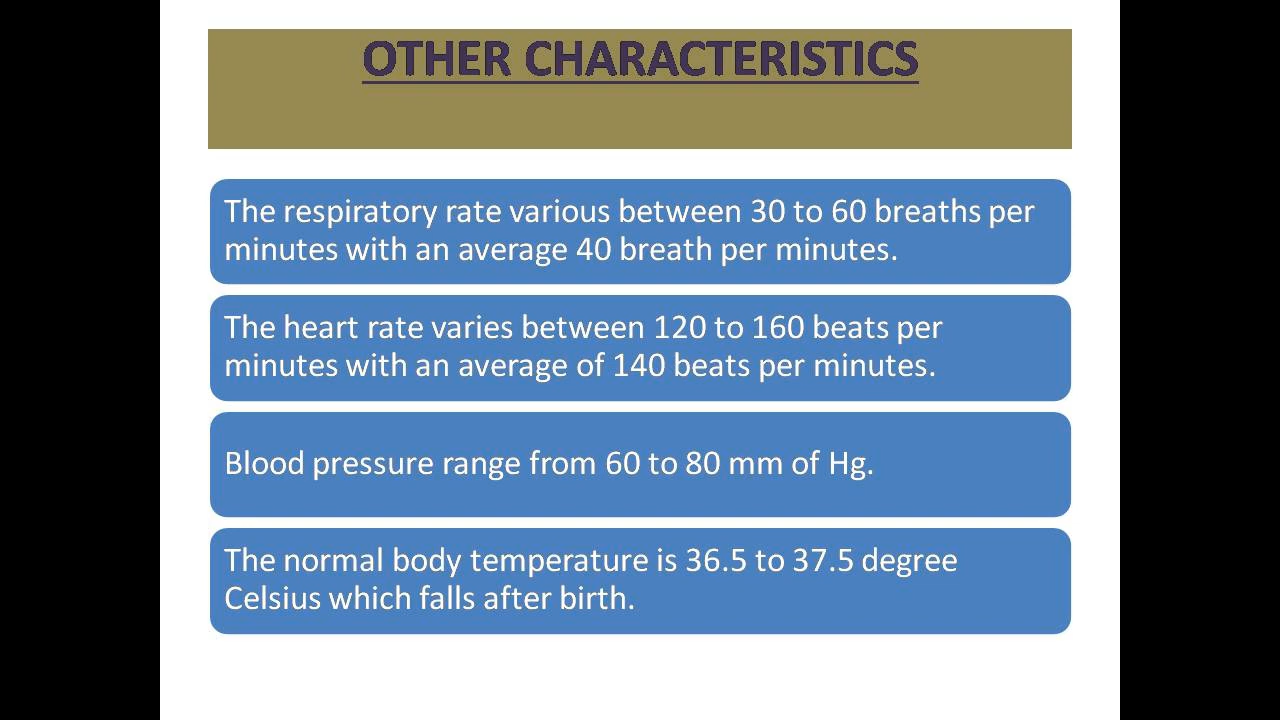 OTHER CHARACTERISTICS
The respiratory rate various between 30 to 60 breaths per
minutes with an average 40 breath per minutes.
The heart rate varies between 120 to 160 beats per
minutes with an average of 140 beats per minutes.
Blood pressure range from 60 to 80 mm of Hg.
The normal body temperature is 36.5 to 37.5 degree
Celsius which falls after birth.